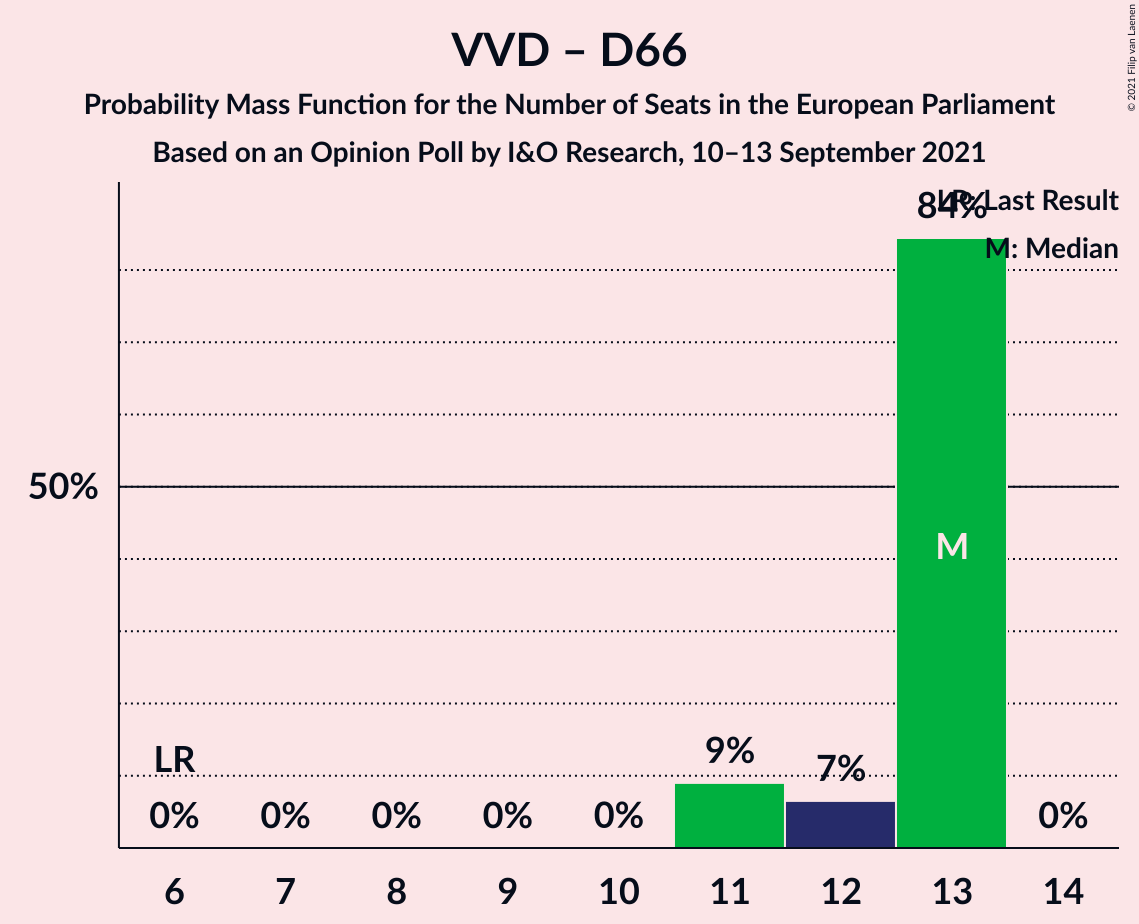 VVD – D66
Probability Mass Function for the Number of Seats in the European Parliament
Based on an Opinion Poll by I&O Research, 10–13 September 2021
© 2021 Filip van Laenen
LR: Last Result
M: Median
84%
50%
M
LR
9%
7%
0% 0% 0% 0% 0% 0%
6 7 8 9 10 11 12 13 14